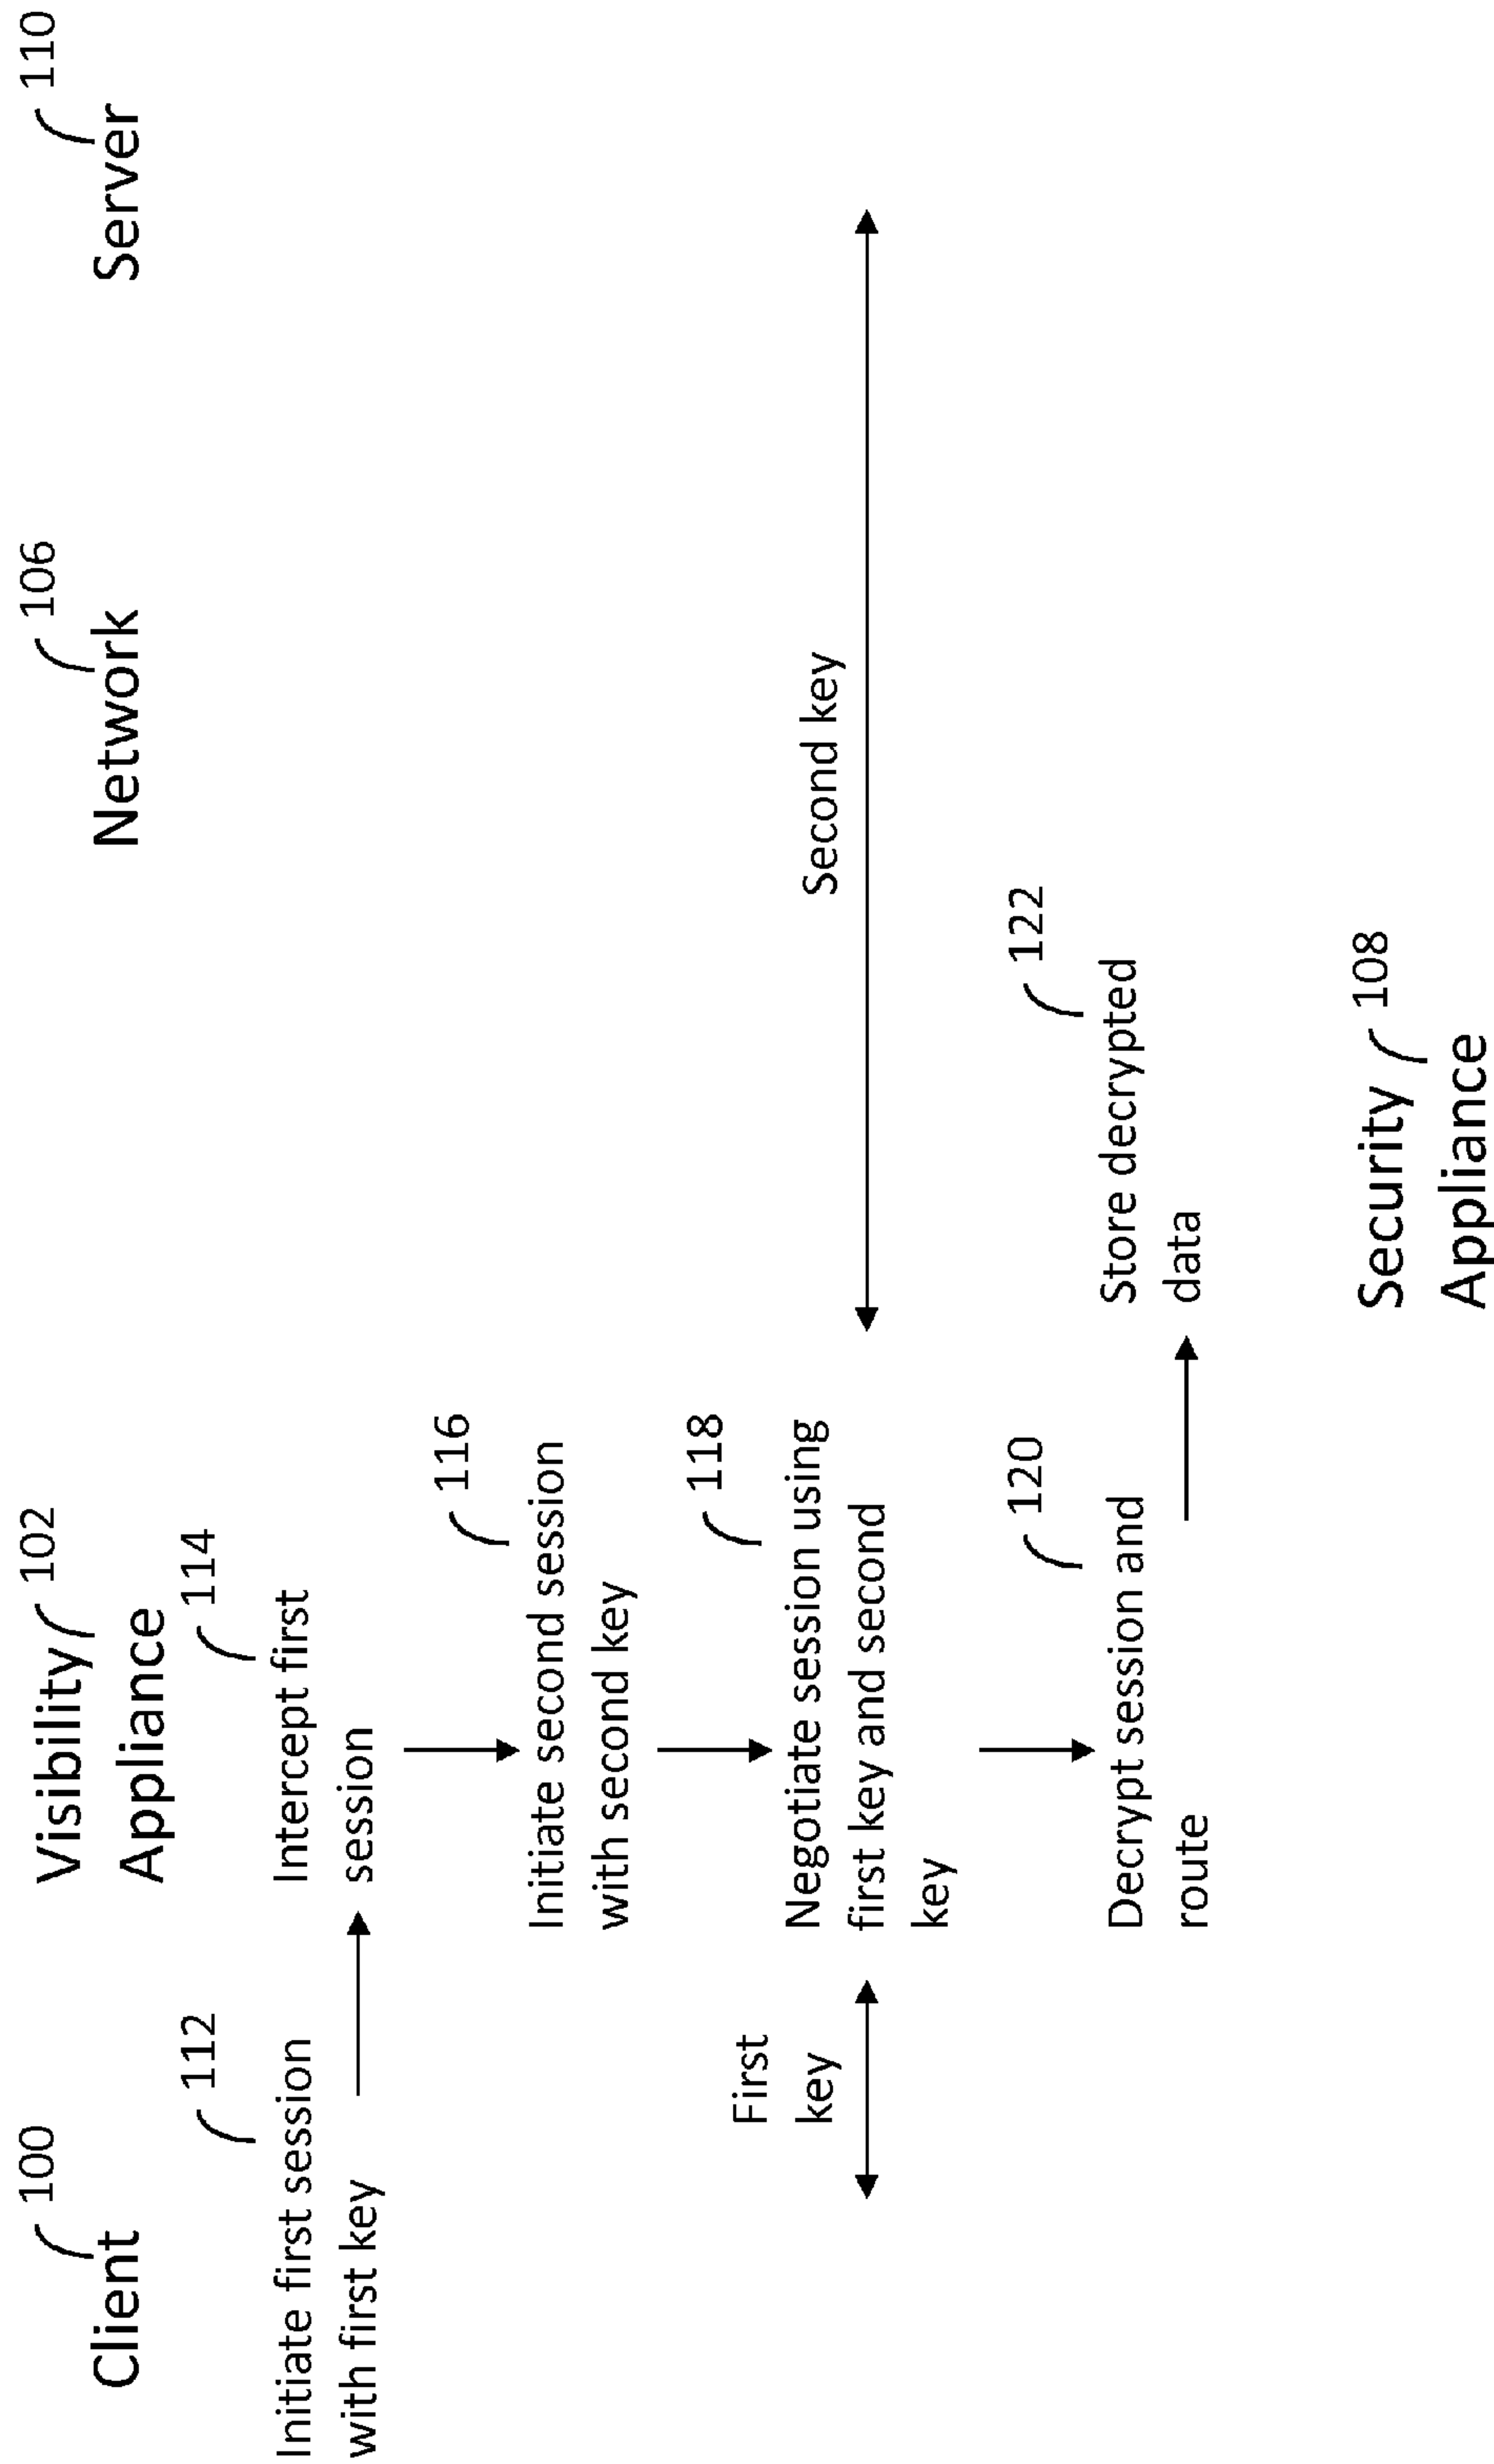 100
Client
Visibility 102
Appliance
106
Network
110
Server
112
Initiate first session
with first key
114
Intercept first
session
116
Initiate second session
with second key
118
Negotiate session using
first key and second
key
First
key
Second key
120
Decrypt session and
route
122
Store decrypted
data
Security 108
Appliance